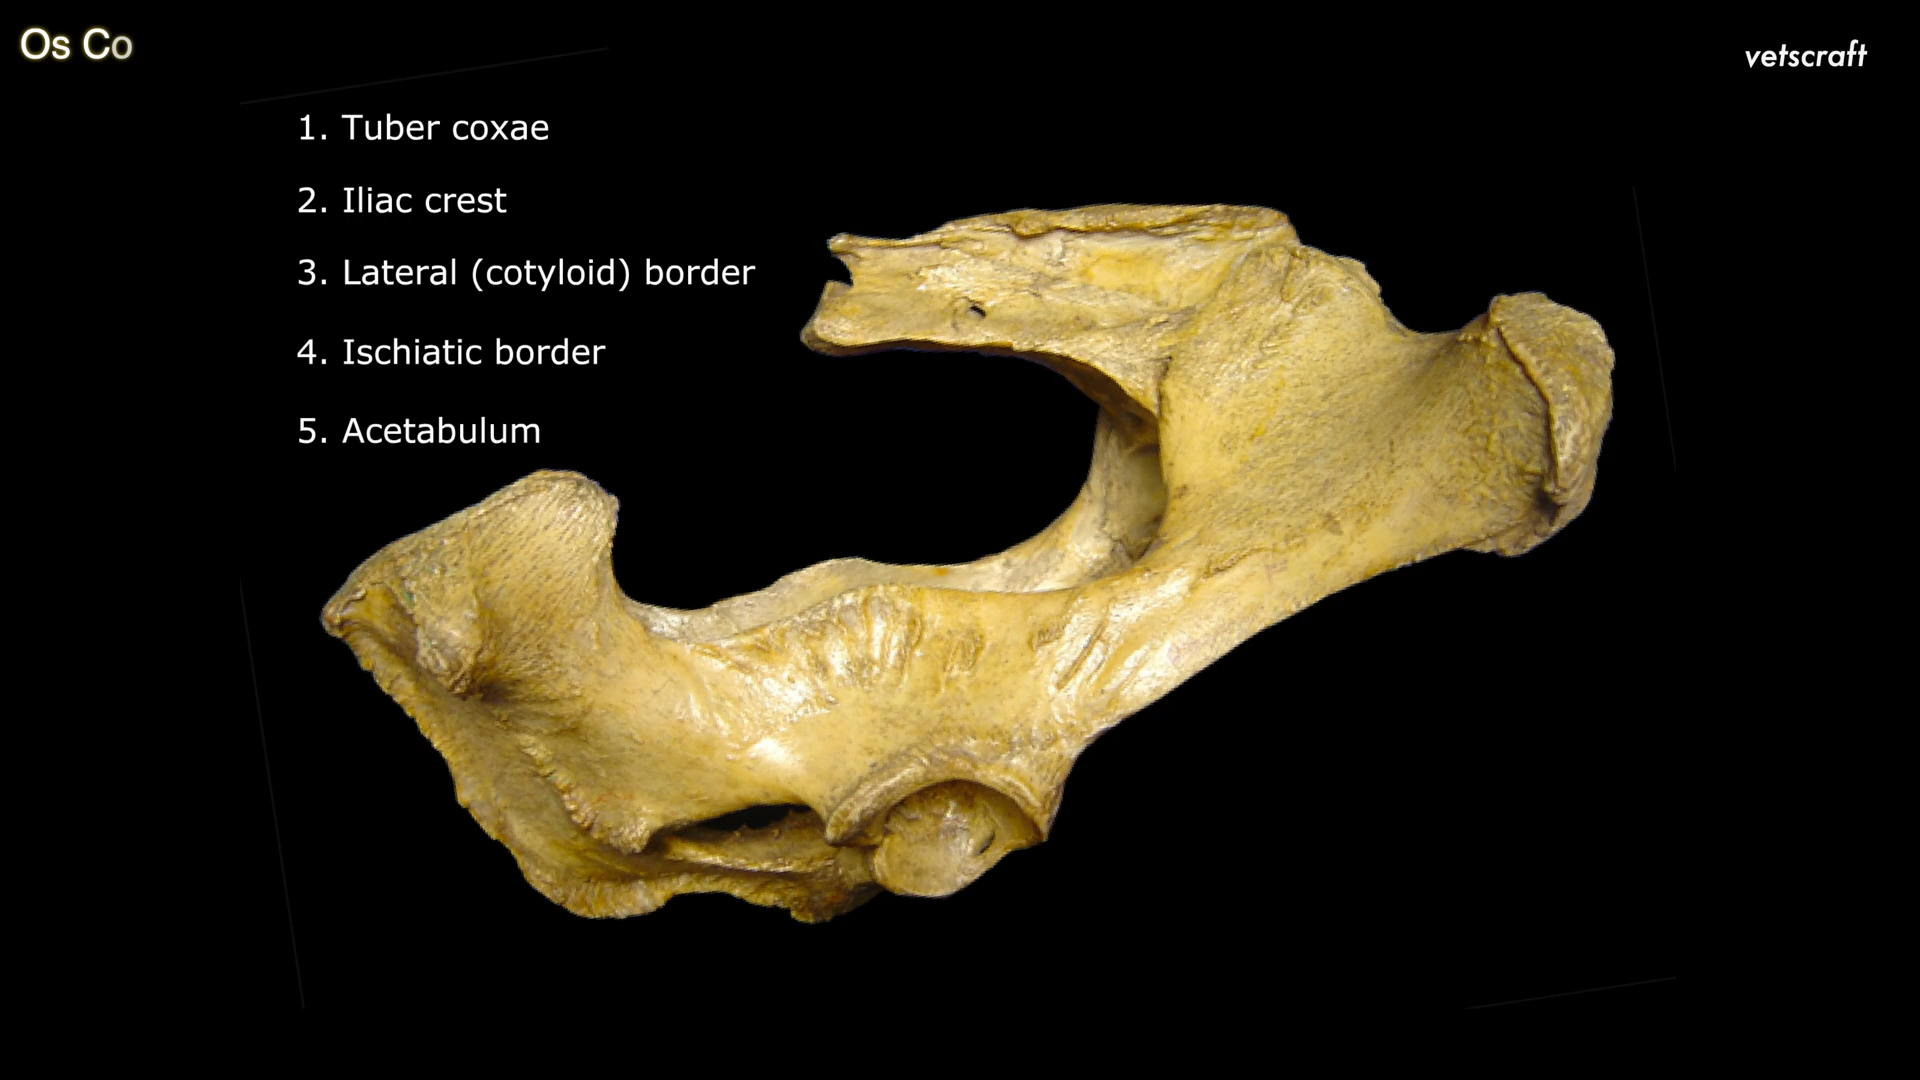 Os Co
vetscraft
1. Tuber coxae
2. Iliac crest
3. Lateral (cotyloid) border
4. Ischiatic border
5. Acetabulum